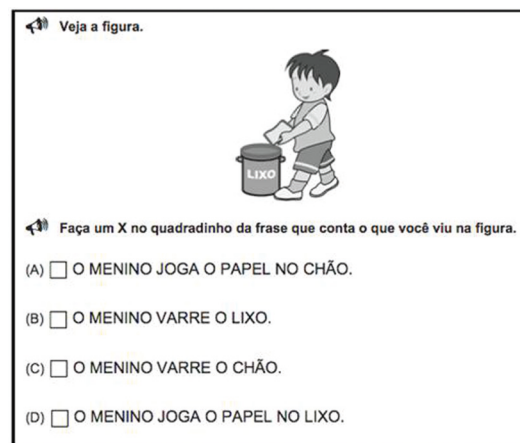 Veja a figura.
LIXO
Faça um X no quadradinho da frase que conta o que você viu na figura.
(A) O MENINO JOGA O PAPEL NO CHÃO.
(B) O MENINO VARRE O LIXO.
(C) O MENINO VARRE O CHÃO.
(D) O MENINO JOGA O PAPEL NO LIXO.